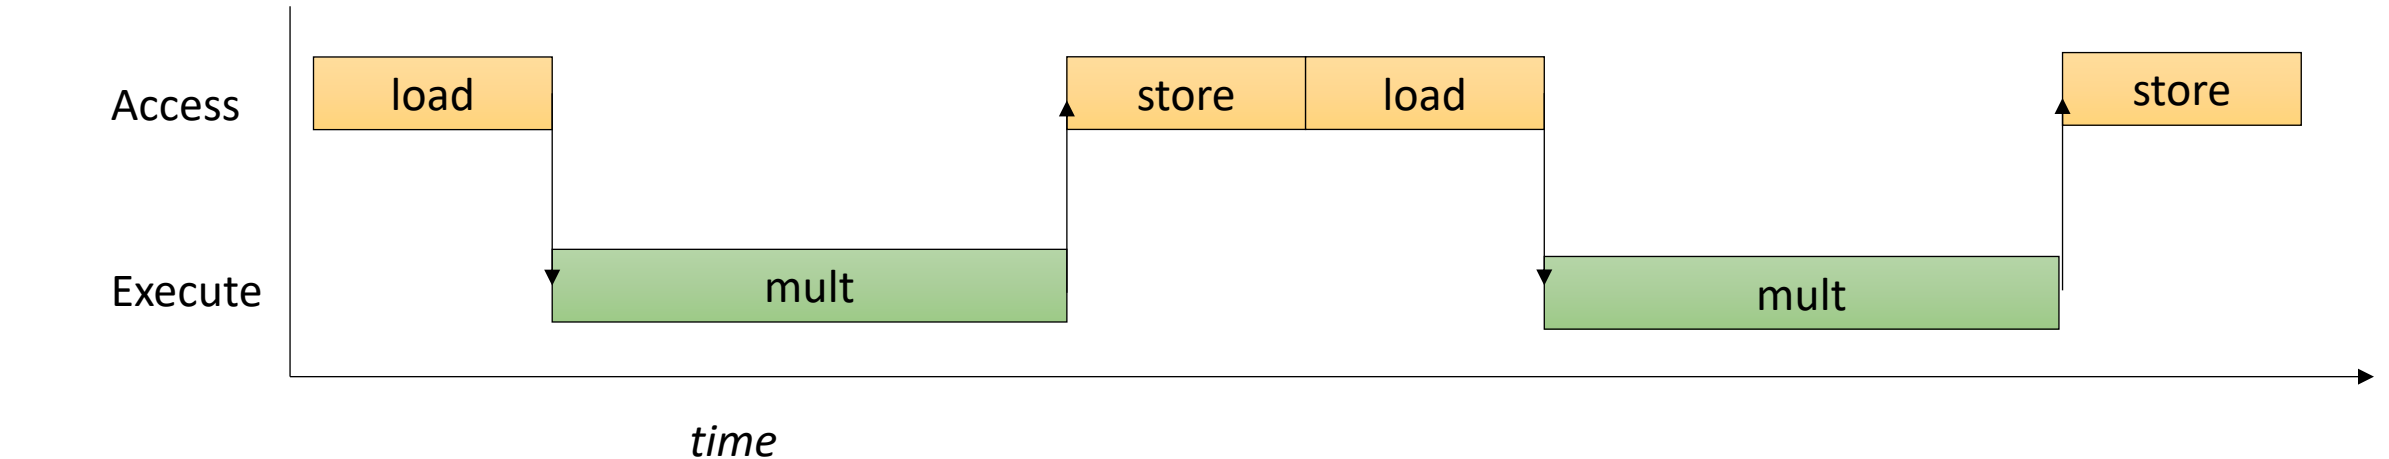 Access load store load store
Execute mult mult
time